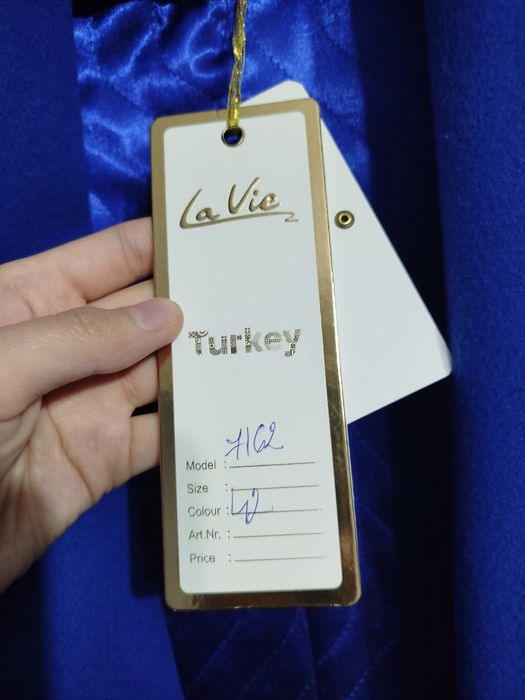 La Vie
Turkey
Model : 7162
Size :
Colour : 42
Art.Nr. :
Price :